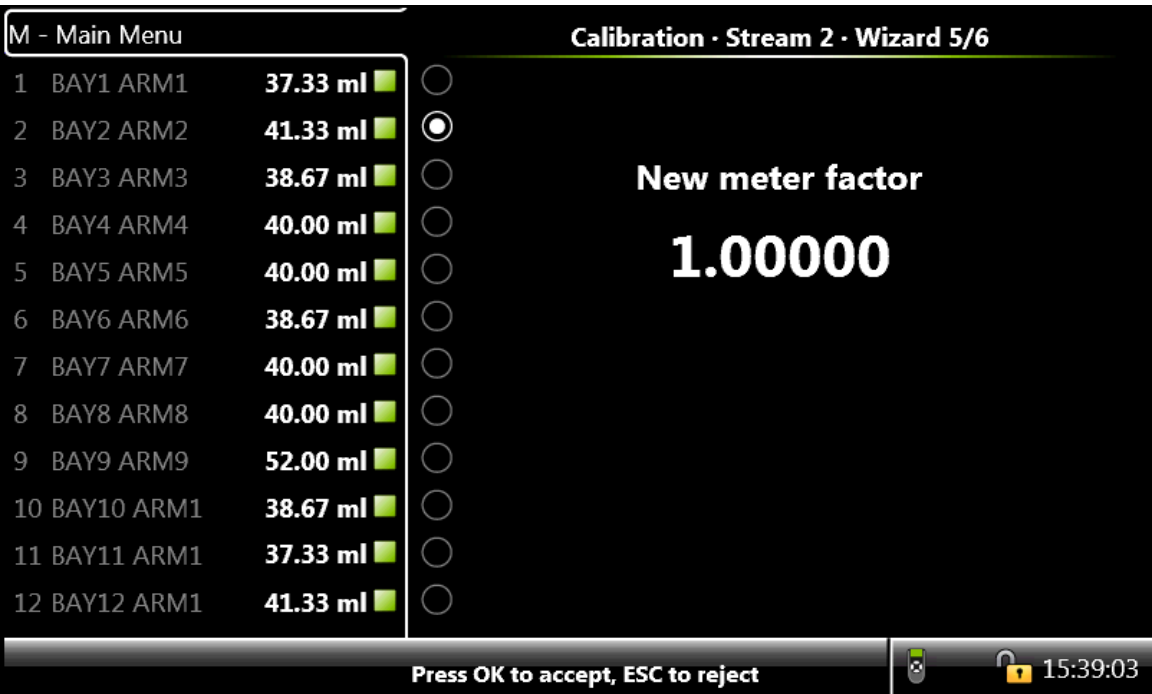 M - Main Menu
Calibration · Stream 2 · Wizard 5/6
1 BAY1 ARM1 37.33 ml
2 BAY2 ARM2 41.33 ml
3 BAY3 ARM3 38.67 ml
4 BAY4 ARM4 40.00 ml
5 BAY5 ARM5 40.00 ml
6 BAY6 ARM6 38.67 ml
7 BAY7 ARM7 40.00 ml
8 BAY8 ARM8 40.00 ml
9 BAY9 ARM9 52.00 ml
10 BAY10 ARM1 38.67 ml
11 BAY11 ARM1 37.33 ml
12 BAY12 ARM1 41.33 ml
New meter factor
1.00000
Press OK to accept, ESC to reject
15:39:03